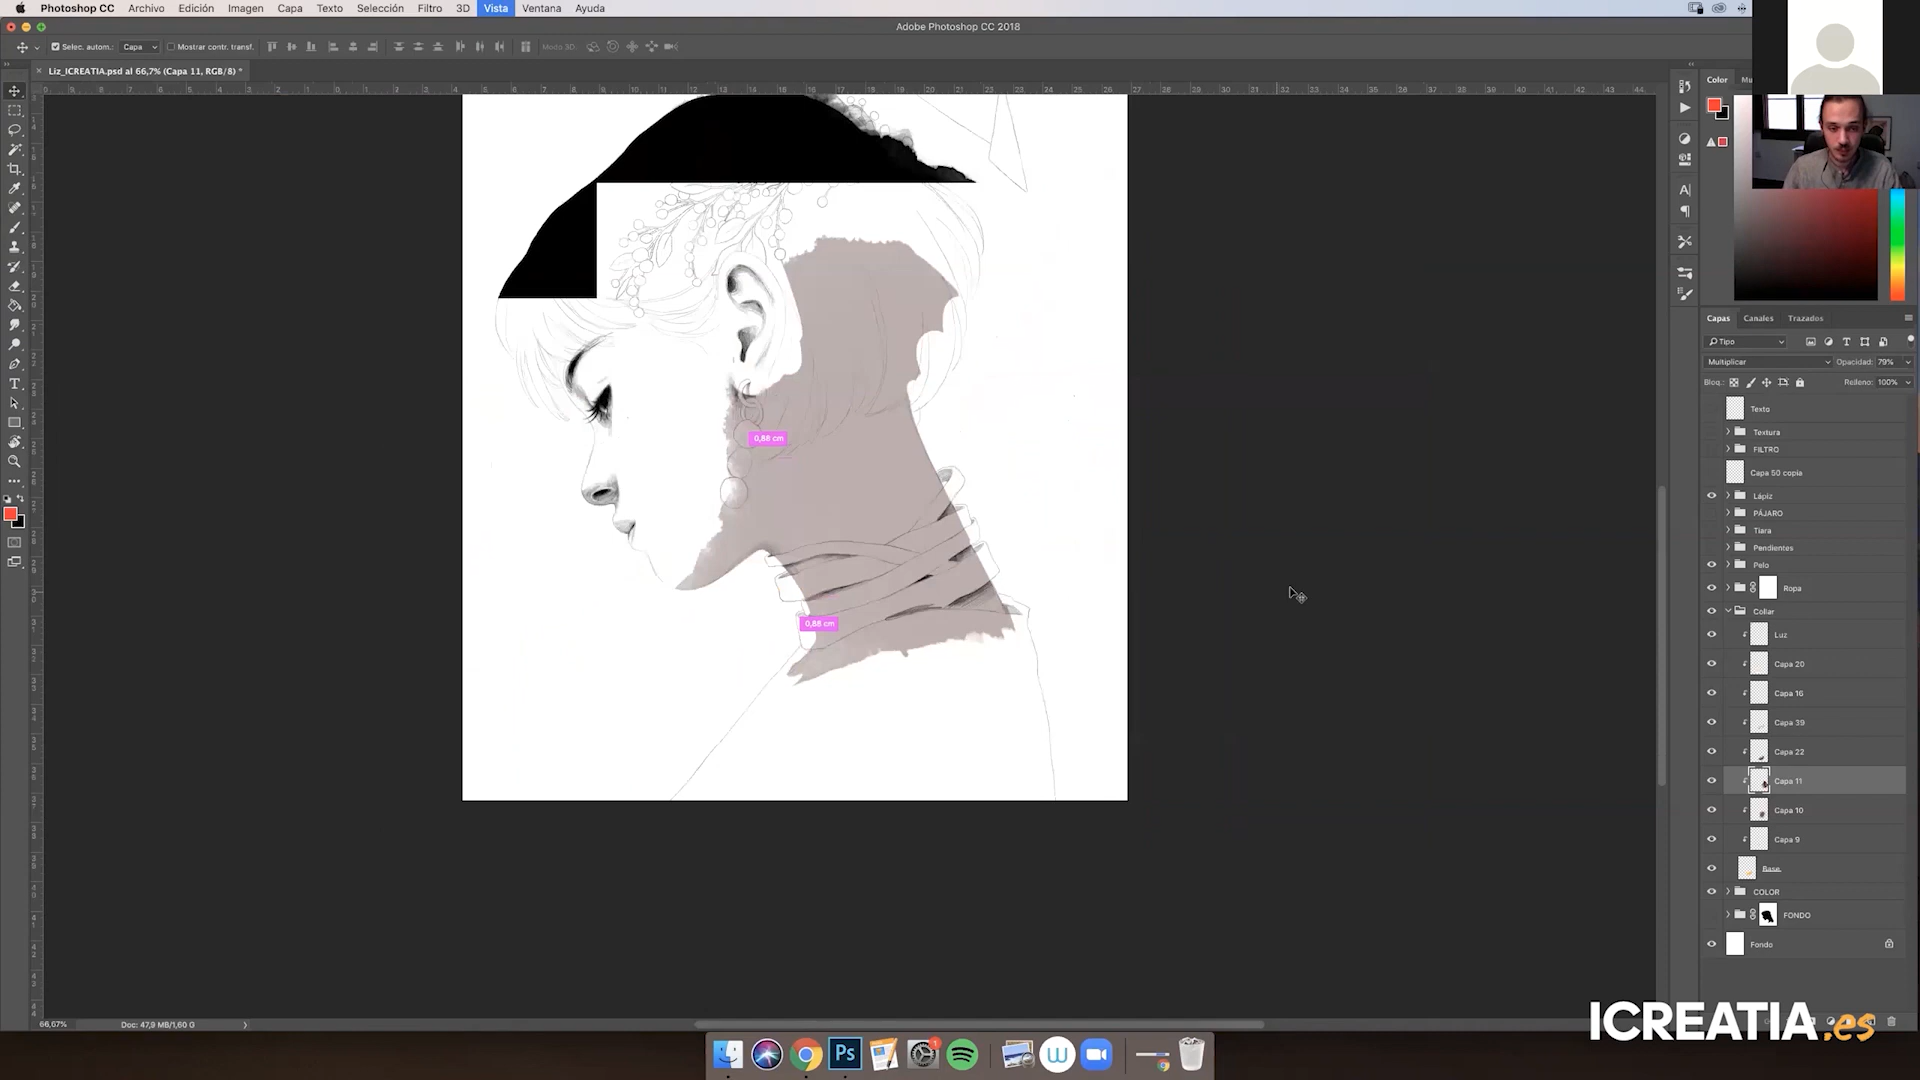 Photoshop CC Archivo Edición Imagen Capa Texto Selección Filtro 3D Vista Ventana Ayuda
Adobe Photoshop CC 2018
Selec. autom.: Capa Mostrar contr. transf. Modo 3D:
Liz_ICREATIA.psd al 66,7% (Capa 11, RGB/8) *
Color Mu
Capas Canales Trazados
Tipo
Multiplicar Opacidad: 79%
Bloq.: Relleno: 100%
Texto
Textura
FILTRO
Capa 50 copia
Lápiz
PÁJARO
Tiara
Pendientes
Pelo
Ropa
Collar
Luz
Capa 20
Capa 16
Capa 39
Capa 22
Capa 11
Capa 10
Capa 9
Base
COLOR
FONDO
Fondo
0,88 cm
0,88 cm
66,67% Doc: 47,9 MB/1,60 G
ICREATIA.es
Ps